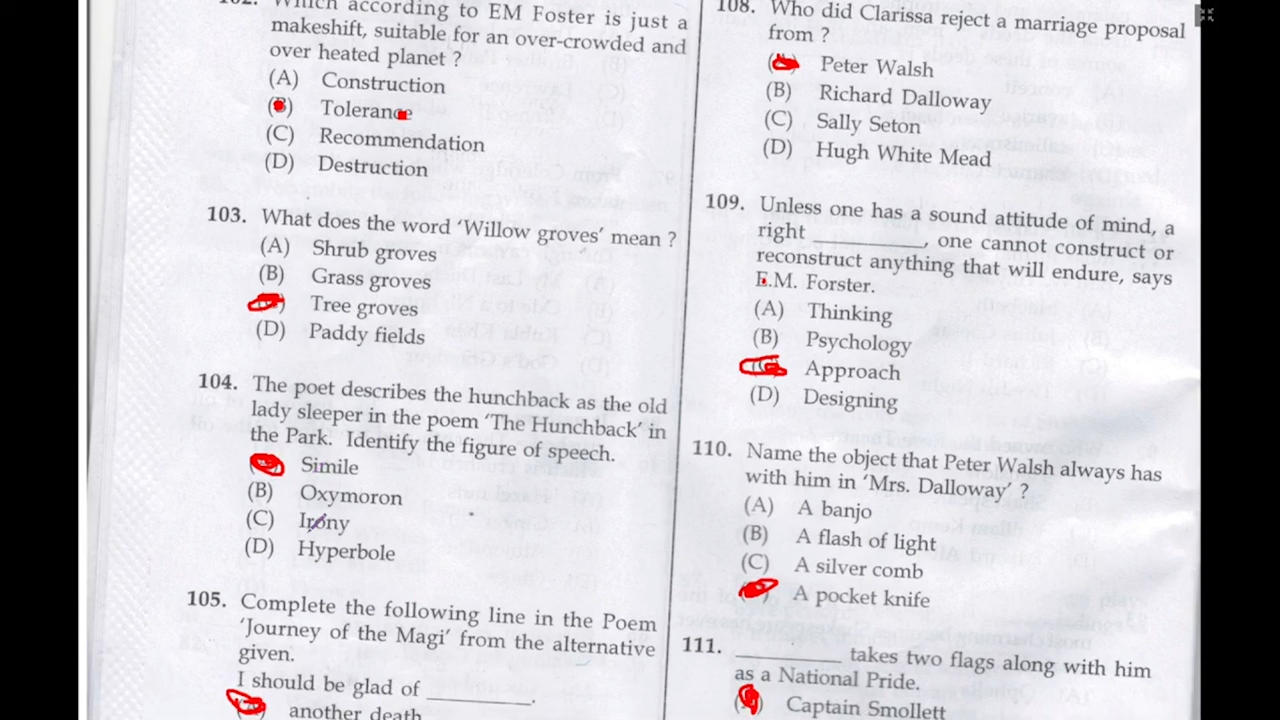 102. Which according to EM Foster is just a
makeshift, suitable for an over-crowded and
over heated planet ?
(A) Construction
(B) Tolerance
(C) Recommendation
(D) Destruction
103. What does the word 'Willow groves' mean ?
(A) Shrub groves
(B) Grass groves
Tree groves
(D) Paddy fields
104. The poet describes the hunchback as the old
lady sleeper in the poem 'The Hunchback' in
the Park. Identify the figure of speech.
Simile
(B) Oxymoron
(C) Irony
(D) Hyperbole
105. Complete the following line in the Poem
'Journey of the Magi' from the alternative
given.
I should be glad of __________.
another death
108. Who did Clarissa reject a marriage proposal
from ?
Peter Walsh
(B) Richard Dalloway
(C) Sally Seton
(D) Hugh White Mead
109. Unless one has a sound attitude of mind, a
right __________, one cannot construct or
reconstruct anything that will endure, says
E.M. Forster.
(A) Thinking
(B) Psychology
Approach
(D) Designing
110. Name the object that Peter Walsh always has
with him in 'Mrs. Dalloway' ?
(A) A banjo
(B) A flash of light
(C) A silver comb
A pocket knife
111. __________ takes two flags along with him
as a National Pride.
Captain Smollett